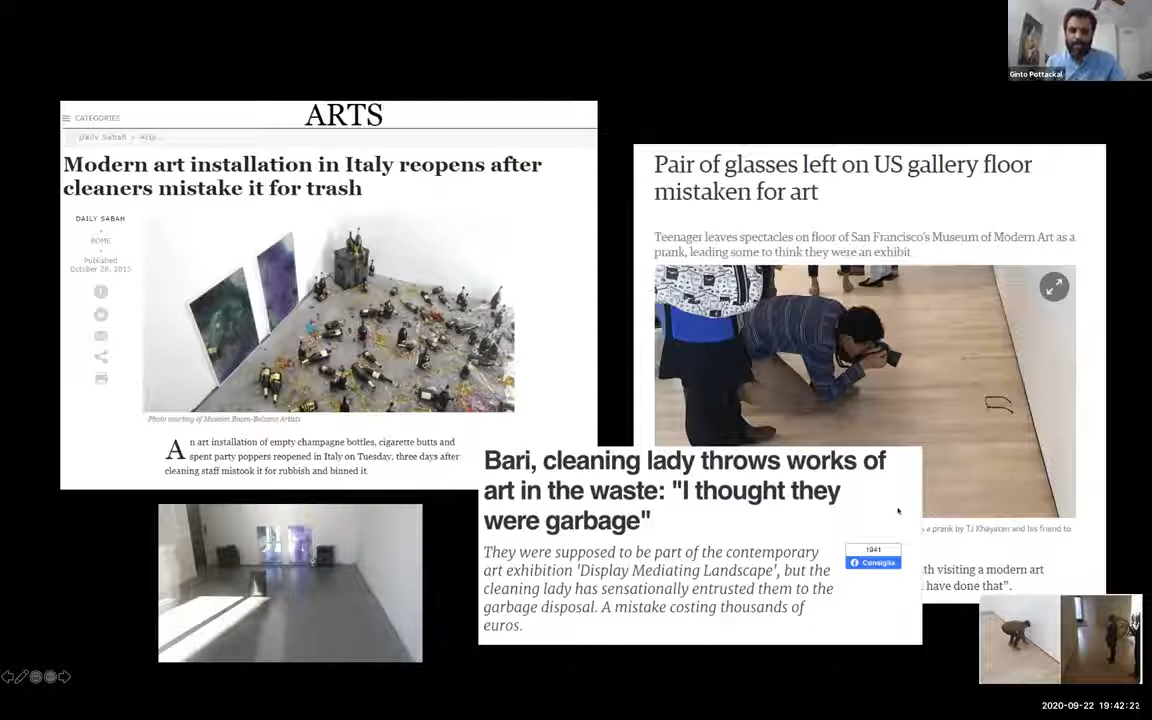 Ginto Pottackal
ARTS
CATEGORIES
Daily Sabah > Arts
Modern art installation in Italy reopens after
cleaners mistake it for trash
DAILY SABAH
ROME
Published
October 28, 2015
Photo courtesy of Museion Bozen-Bolzano Artists
An art installation of empty champagne bottles, cigarette butts and
spent party poppers reopened in Italy on Tuesday, three days after
cleaning staff mistook it for rubbish and binned it.
Pair of glasses left on US gallery floor
mistaken for art
Teenager leaves spectacles on floor of San Francisco's Museum of Modern Art as a
prank, leading some to think they were an exhibit
a prank by TJ Khayatan and his friend to
th visiting a modern art
have done that”.
Bari, cleaning lady throws works of
art in the waste: "I thought they
were garbage"
They were supposed to be part of the contemporary
art exhibition 'Display Mediating Landscape', but the
cleaning lady has sensationally entrusted them to the
garbage disposal. A mistake costing thousands of
euros.
1941
Consiglia
2020-09-22 19:42:22